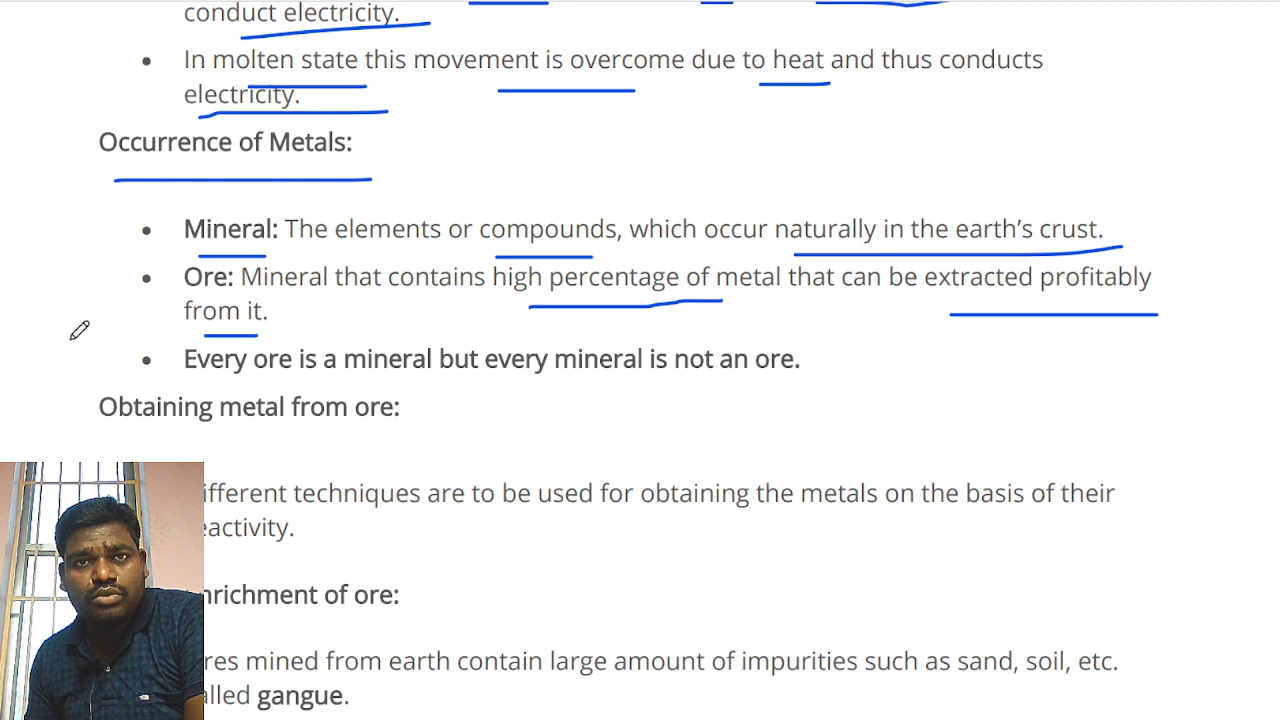 conduct electricity.
• In molten state this movement is overcome due to heat and thus conducts
electricity.
Occurrence of Metals:
• Mineral: The elements or compounds, which occur naturally in the earth’s crust.
• Ore: Mineral that contains high percentage of metal that can be extracted profitably
from it.
• Every ore is a mineral but every mineral is not an ore.
Obtaining metal from ore:
ifferent techniques are to be used for obtaining the metals on the basis of their
eactivity.
nrichment of ore:
res mined from earth contain large amount of impurities such as sand, soil, etc.
alled gangue.